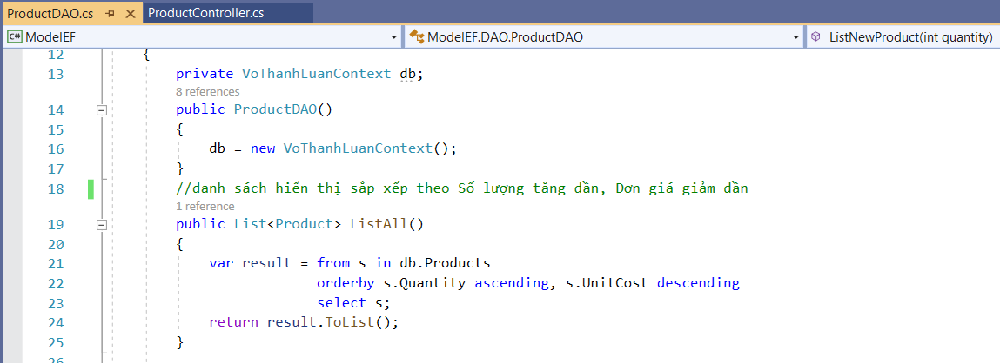 ProductDAO.cs ProductController.cs
C# ModelEF ModelEF.DAO.ProductDAO ListNewProduct(int quantity)
12 {
13 private VoThanhLuanContext db;
8 references
14 public ProductDAO()
15 {
16 db = new VoThanhLuanContext();
17 }
18 //danh sách hiển thị sắp xếp theo Số lượng tăng dần, Đơn giá giảm dần
1 reference
19 public List<Product> ListAll()
20 {
21 var result = from s in db.Products
22 orderby s.Quantity ascending, s.UnitCost descending
23 select s;
24 return result.ToList();
25 }
26